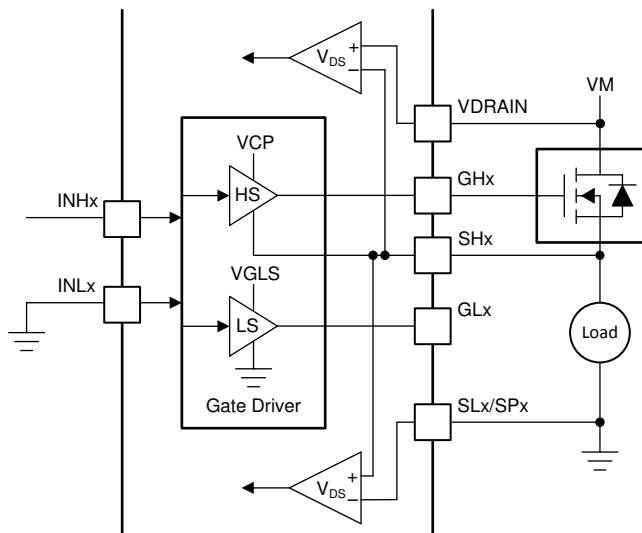 VDS
+
−
VM
VDRAIN
VCP
HS
GHx
INHx
SHx
INLx
VGLS
LS
GLx
Load
Gate Driver
SLx/SPx
VDS
+
−